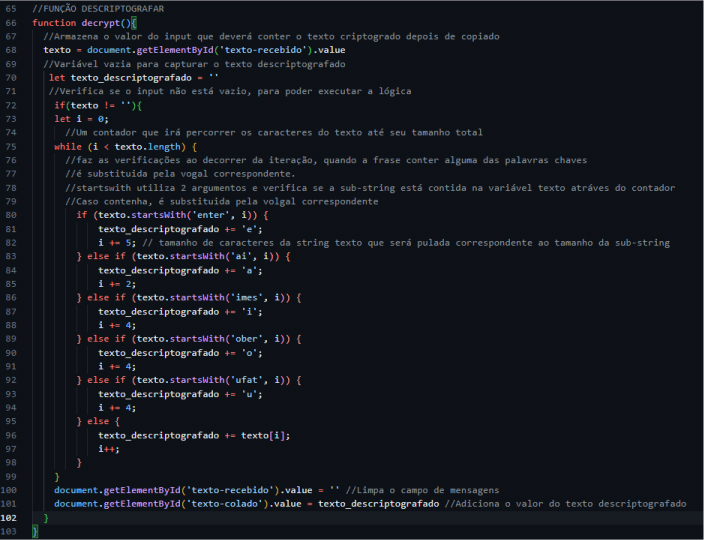 65 //FUNÇÃO DESCRIPTOGRAFAR
66 function decrypt(){
67 //Armazena o valor do input que deverá conter o texto criptogrado depois de copiado
68 texto = document.getElementById('texto-recebido').value
69 //Variável vazia para capturar o texto descriptografado
70 let texto_descriptografado = ''
71 //Verifica se o input não está vazio, para poder executar a lógica
72 if(texto != ''){
73 let i = 0;
74 //Um contador que irá percorrer os caracteres do texto até seu tamanho total
75 while (i < texto.length) {
76 //faz as verificações ao decorrer da iteração, quando a frase conter alguma das palavras chaves
77 //é substituida pela vogal correspondente.
78 //startswith utiliza 2 argumentos e verifica se a sub-string está contida na variável texto atráves do contador
79 //Caso contenha, é substituida pela volgal correspondente
80 if (texto.startsWith('enter', i)) {
81 texto_descriptografado += 'e';
82 i += 5; // tamanho de caracteres da string texto que será pulada correspondente ao tamanho da sub-string
83 } else if (texto.startsWith('ai', i)) {
84 texto_descriptografado += 'a';
85 i += 2;
86 } else if (texto.startsWith('imes', i)) {
87 texto_descriptografado += 'i';
88 i += 4;
89 } else if (texto.startsWith('ober', i)) {
90 texto_descriptografado += 'o';
91 i += 4;
92 } else if (texto.startsWith('ufat', i)) {
93 texto_descriptografado += 'u';
94 i += 4;
95 } else {
96 texto_descriptografado += texto[i];
97 i++;
98 }
99 }
100 document.getElementById('texto-recebido').value = '' //Limpa o campo de mensagens
101 document.getElementById('texto-colado').value = texto_descriptografado //Adiciona o valor do texto descriptografado
102 }
103 }